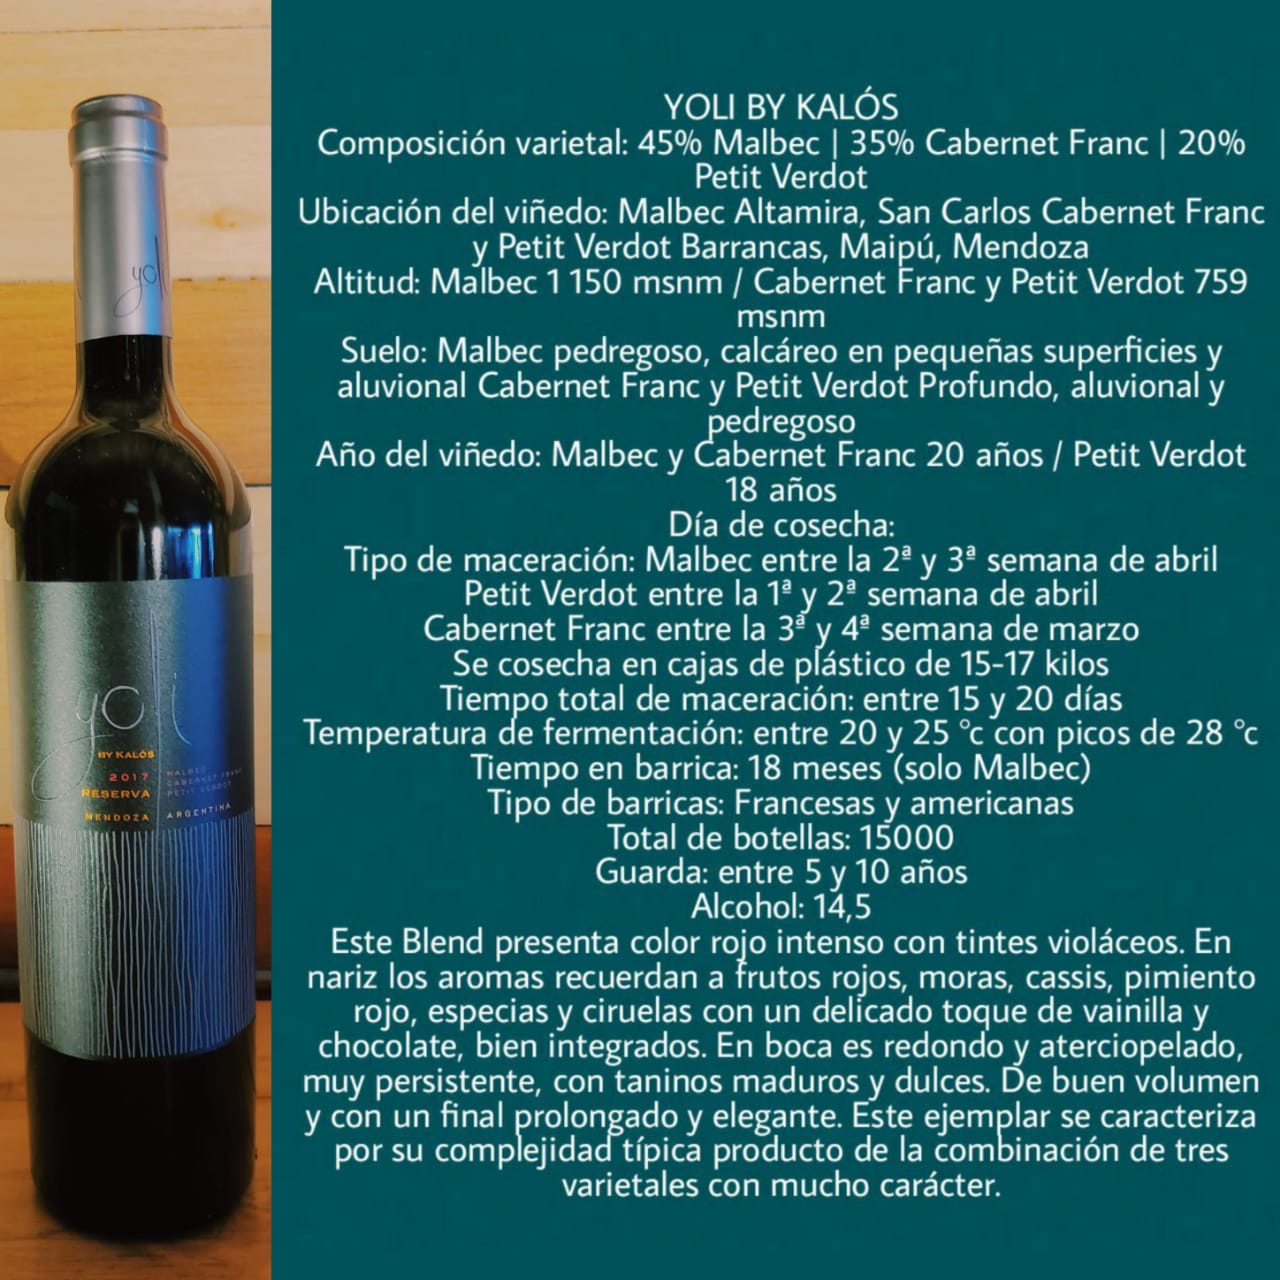 yoli
yoli
BY KALÓS
2017
RESERVA
MENDOZA
MALBEC
CABERNET FRANC
PETIT VERDOT
ARGENTINA
YOLI BY KALÓS
Composición varietal: 45% Malbec | 35% Cabernet Franc | 20%
Petit Verdot
Ubicación del viñedo: Malbec Altamira, San Carlos Cabernet Franc
y Petit Verdot Barrancas, Maipú, Mendoza
Altitud: Malbec 1150 msnm / Cabernet Franc y Petit Verdot 759
msnm
Suelo: Malbec pedregoso, calcáreo en pequeñas superficies y
aluvional Cabernet Franc y Petit Verdot Profundo, aluvional y
pedregoso
Año del viñedo: Malbec y Cabernet Franc 20 años / Petit Verdot
18 años
Día de cosecha:
Tipo de maceración: Malbec entre la 2ª y 3ª semana de abril
Petit Verdot entre la 1ª y 2ª semana de abril
Cabernet Franc entre la 3ª y 4ª semana de marzo
Se cosecha en cajas de plástico de 15-17 kilos
Tiempo total de maceración: entre 15 y 20 días
Temperatura de fermentación: entre 20 y 25 °c con picos de 28 °c
Tiempo en barrica: 18 meses (solo Malbec)
Tipo de barricas: Francesas y americanas
Total de botellas: 15000
Guarda: entre 5 y 10 años
Alcohol: 14,5
Este Blend presenta color rojo intenso con tintes violáceos. En
nariz los aromas recuerdan a frutos rojos, moras, cassis, pimiento
rojo, especias y ciruelas con un delicado toque de vainilla y
chocolate, bien integrados. En boca es redondo y aterciopelado,
muy persistente, con taninos maduros y dulces. De buen volumen
y con un final prolongado y elegante. Este ejemplar se caracteriza
por su complejidad típica producto de la combinación de tres
varietales con mucho carácter.